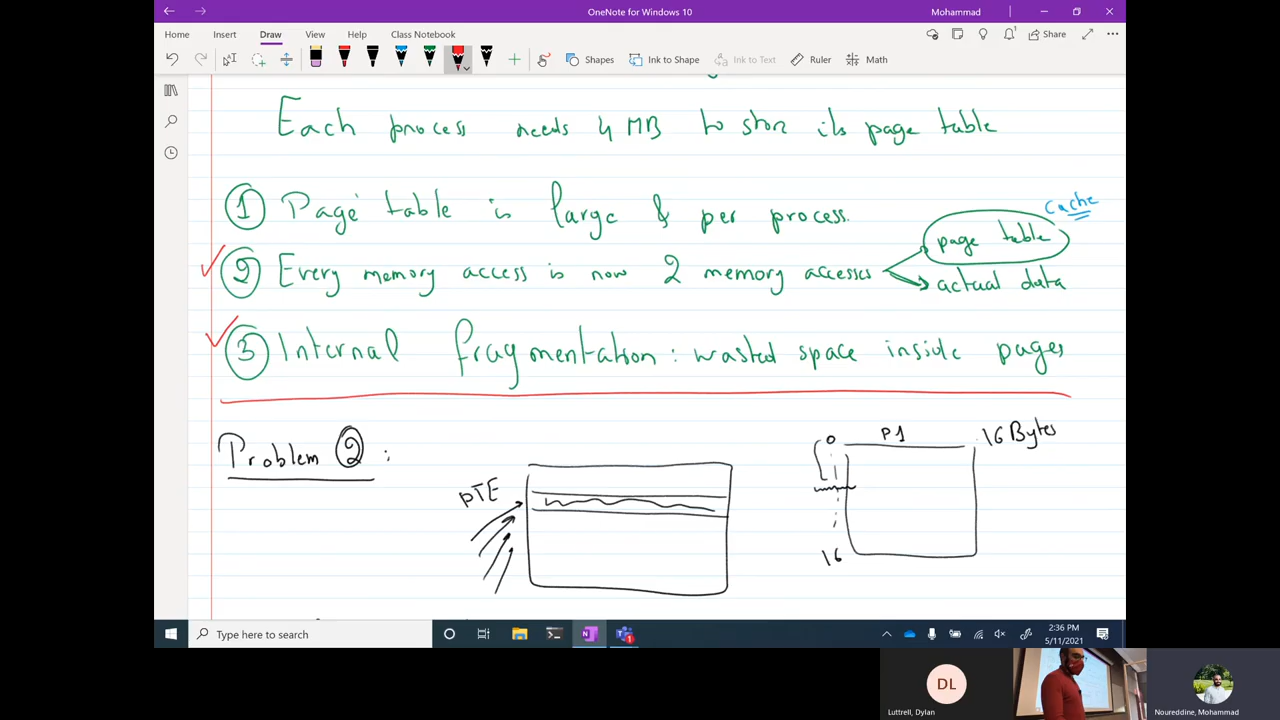 OneNote for Windows 10
Mohammad
Home Insert Draw View Help Class Notebook
Share
Shapes Ink to Shape Ink to Text Ruler Math
Each process needs 4 MB to store its page table
① Page table is large & per process.
Cache
page table
② Every memory access is now 2 memory accesses
actual data
③ Internal fragmentation: wasted space inside pages
Problem ② :
PTE
0 P1 16 Bytes
1
16
Type here to search
2:36 PM
5/11/2021
DL
Luttrell, Dylan
Noureddine, Mohammad